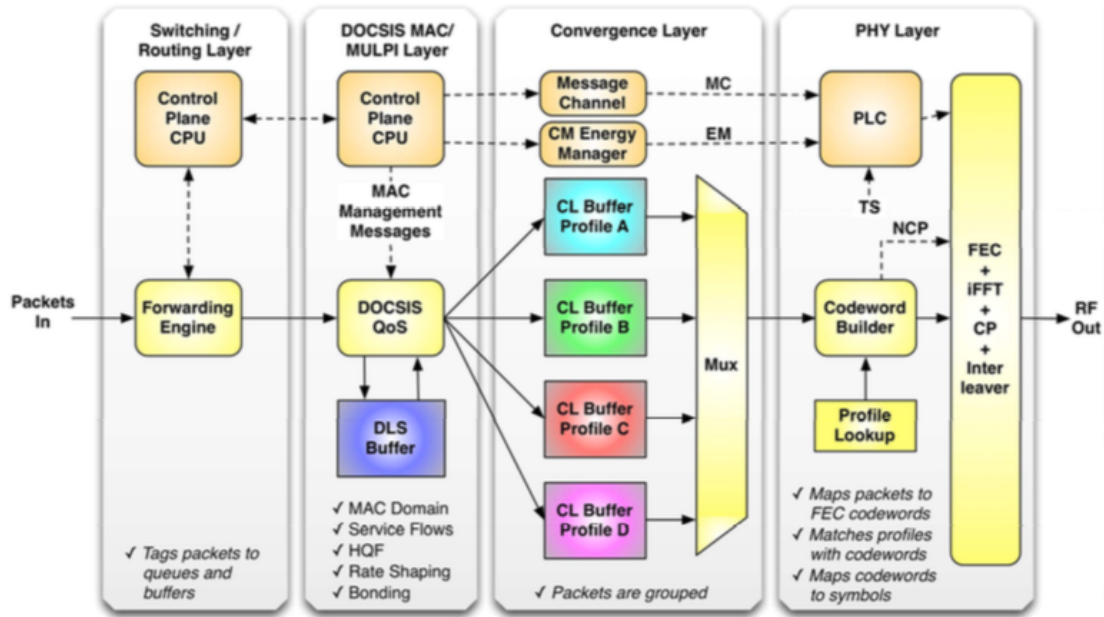 Switching /
Routing Layer
Control
Plane
CPU
Packets
In
Forwarding
Engine
✓ Tags packets to
queues and
buffers
DOCSIS MAC/
MULPI Layer
Control
Plane
CPU
MAC
Management
Messages
DOCSIS
QoS
DLS
Buffer
✓ MAC Domain
✓ Service Flows
✓ HQF
✓ Rate Shaping
✓ Bonding
Convergence Layer
Message
Channel
MC
CM Energy
Manager
EM
CL Buffer
Profile A
CL Buffer
Profile B
CL Buffer
Profile C
CL Buffer
Profile D
Mux
✓ Packets are grouped
PHY Layer
PLC
TS
NCP
Codeword
Builder
Profile
Lookup
FEC
+
iFFT
+
CP
+
Inter
leaver
✓ Maps packets to
FEC codewords
✓ Matches profiles
with codewords
✓ Maps codewords
to symbols
RF
Out